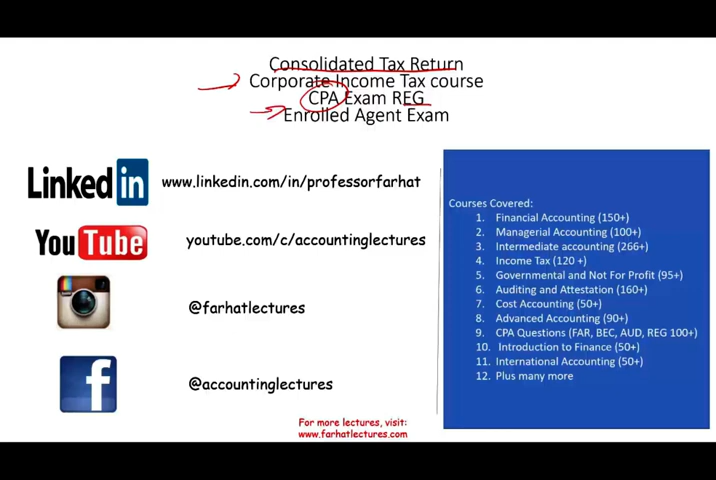 Consolidated Tax Return
Corporate Income Tax course
CPA Exam REG
Enrolled Agent Exam
Linked in www.linkedin.com/in/professorfarhat
You Tube youtube.com/c/accountinglectures
@farhatlectures
f @accountinglectures
Courses Covered:
1. Financial Accounting (150+)
2. Managerial Accounting (100+)
3. Intermediate accounting (266+)
4. Income Tax (120 +)
5. Governmental and Not For Profit (95+)
6. Auditing and Attestation (160+)
7. Cost Accounting (50+)
8. Advanced Accounting (90+)
9. CPA Questions (FAR, BEC, AUD, REG 100+)
10. Introduction to Finance (50+)
11. International Accounting (50+)
12. Plus many more
For more lectures, visit:
www.farhatlectures.com